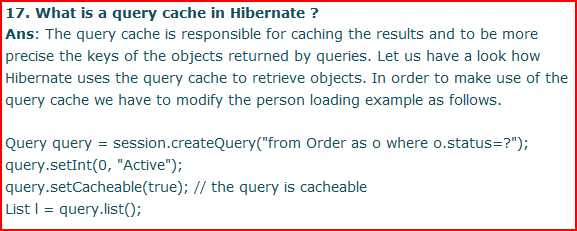 17. What is a query cache in Hibernate ?
Ans: The query cache is responsible for caching the results and to be more
precise the keys of the objects returned by queries. Let us have a look how
Hibernate uses the query cache to retrieve objects. In order to make use of the
query cache we have to modify the person loading example as follows.
Query query = session.createQuery("from Order as o where o.status=?");
query.setInt(0, "Active");
query.setCacheable(true); // the query is cacheable
List l = query.list();